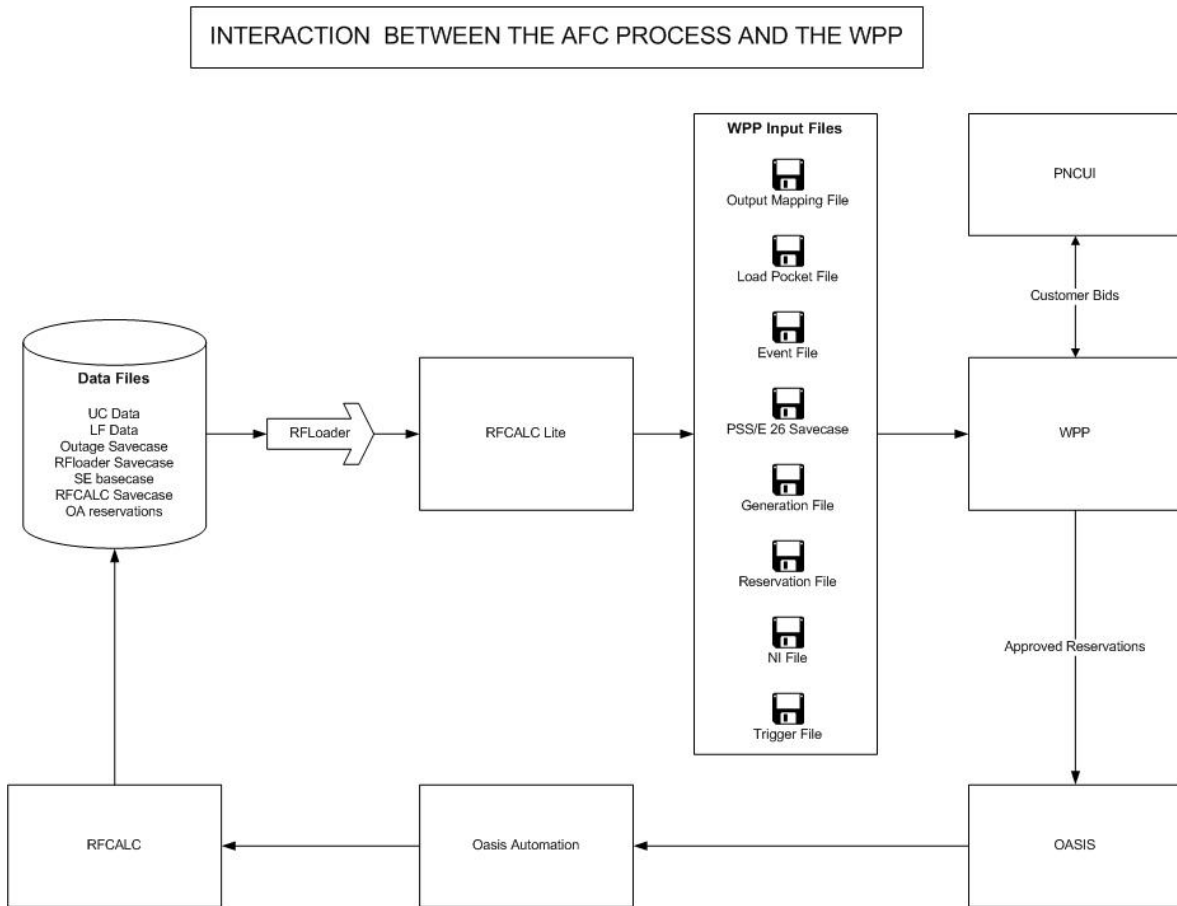 INTERACTION BETWEEN THE AFC PROCESS AND THE WPP
Data Files
UC Data
LF Data
Outage Savecase
RFloader Savecase
SE basecase
RFCALC Savecase
OA reservations
RFLoader
RFCALC Lite
WPP Input Files
Output Mapping File
Load Pocket File
Event File
PSS/E 26 Savecase
Generation File
Reservation File
NI File
Trigger File
PNCUI
Customer Bids
WPP
Approved Reservations
RFCALC
Oasis Automation
OASIS